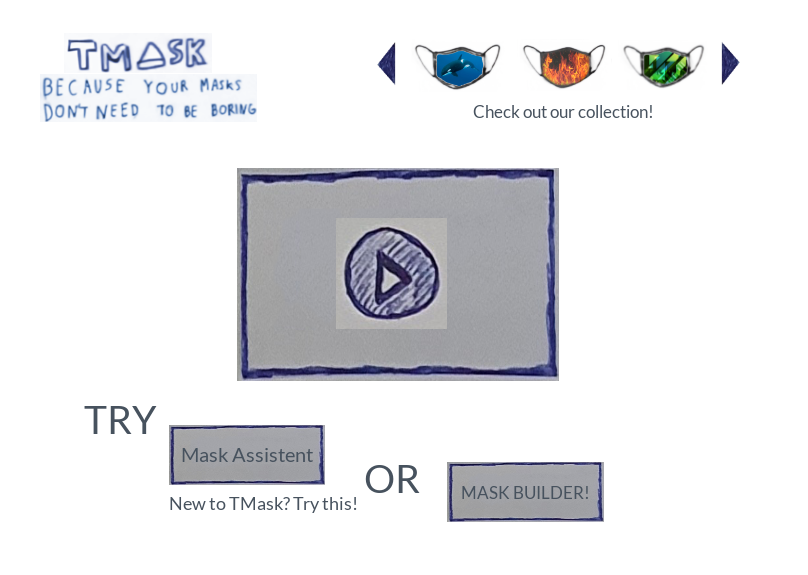 TMASK
BECAUSE YOUR MASKS
DON'T NEED TO BE BORING
Check out our collection!
TRY
Mask Assistent
New to TMask? Try this!
OR
MASK BUILDER!